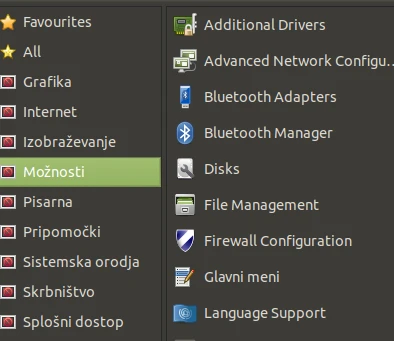 Favourites
All
Grafika
Internet
Izobraževanje
Možnosti
Pisarna
Pripomočki
Sistemska orodja
Skrbništvo
Splošni dostop
Additional Drivers
Advanced Network Configu...
Bluetooth Adapters
Bluetooth Manager
Disks
File Management
Firewall Configuration
Glavni meni
Language Support